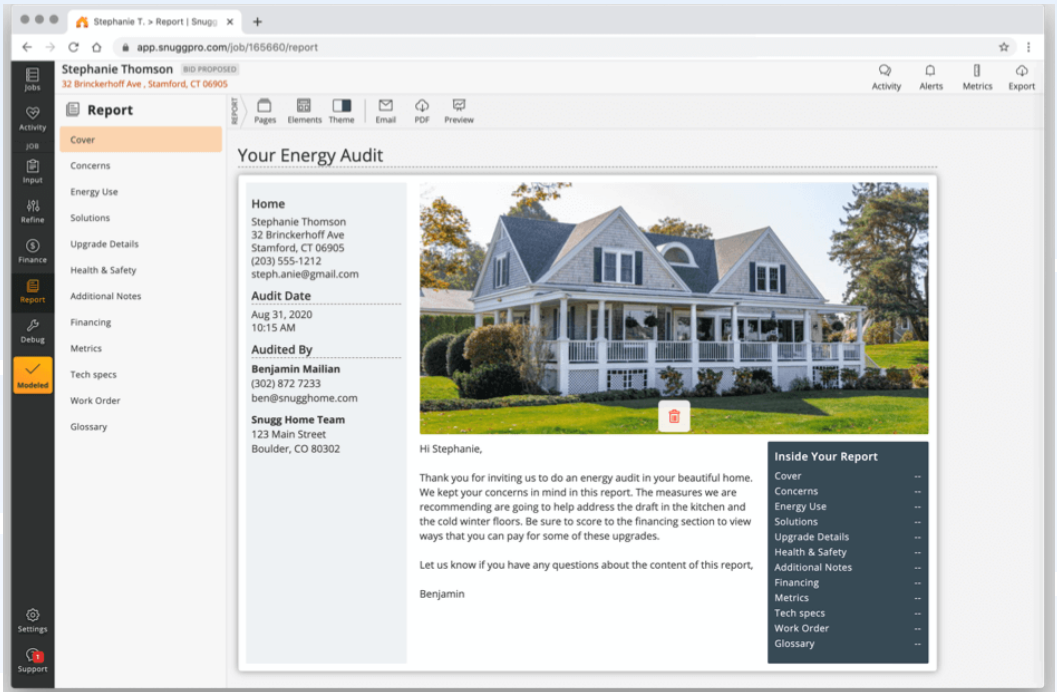 Stephanie T. > Report | Snugg
app.snuggpro.com/job/165660/report
Jobs
Activity
JOB
Input
Refine
Finance
Report
Debug
Modeled
Settings
1
Support
Stephanie Thomson BID PROPOSED
32 Brinckerhoff Ave , Stamford, CT 06905
Activity Alerts Metrics Export
Report
Cover
Concerns
Energy Use
Solutions
Upgrade Details
Health & Safety
Additional Notes
Financing
Metrics
Tech specs
Work Order
Glossary
REPORT
Pages Elements Theme Email PDF Preview
Your Energy Audit
Home
Stephanie Thomson
32 Brinckerhoff Ave
Stamford, CT 06905
(203) 555-1212
steph.anie@gmail.com
Audit Date
Aug 31, 2020
10:15 AM
Audited By
Benjamin Mailian
(302) 872 7233
ben@snugghome.com
Snugg Home Team
123 Main Street
Boulder, CO 80302
Hi Stephanie,
Thank you for inviting us to do an energy audit in your beautiful home.
We kept your concerns in mind in this report. The measures we are
recommending are going to help address the draft in the kitchen and
the cold winter floors. Be sure to score to the financing section to view
ways that you can pay for some of these upgrades.
Let us know if you have any questions about the content of this report,
Benjamin
Inside Your Report
Cover --
Concerns --
Energy Use --
Solutions --
Upgrade Details --
Health & Safety --
Additional Notes --
Financing --
Metrics --
Tech specs --
Work Order --
Glossary --